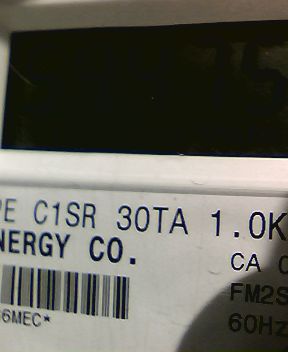 PE C1SR 30TA 1.0K
NERGY CO.
CA
FM2S
6MEC*
60Hz